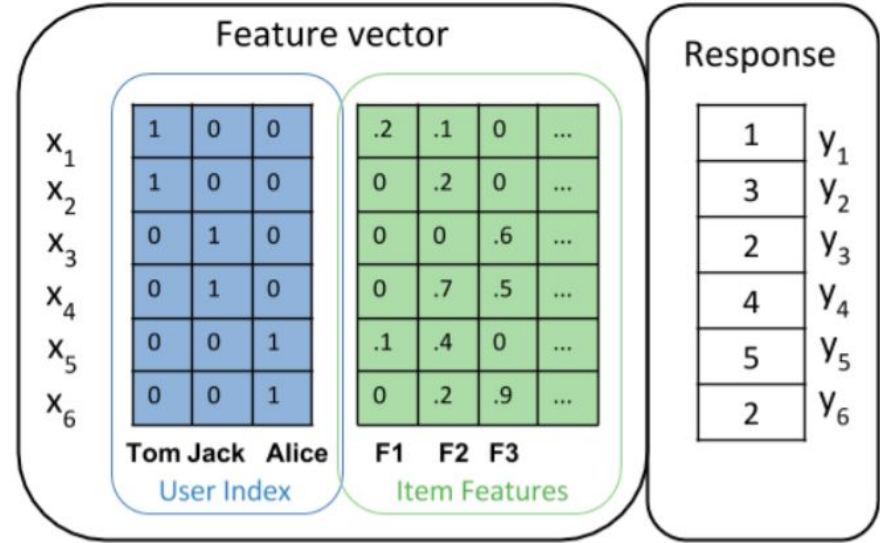 Feature vector
Response
x1 1 0 0 .2 .1 0 ... 1 y1
x2 1 0 0 0 .2 0 ... 3 y2
x3 0 1 0 0 0 .6 ... 2 y3
x4 0 1 0 0 .7 .5 ... 4 y4
x5 0 0 1 .1 .4 0 ... 5 y5
x6 0 0 1 0 .2 .9 ... 2 y6
Tom Jack Alice F1 F2 F3
User Index Item Features